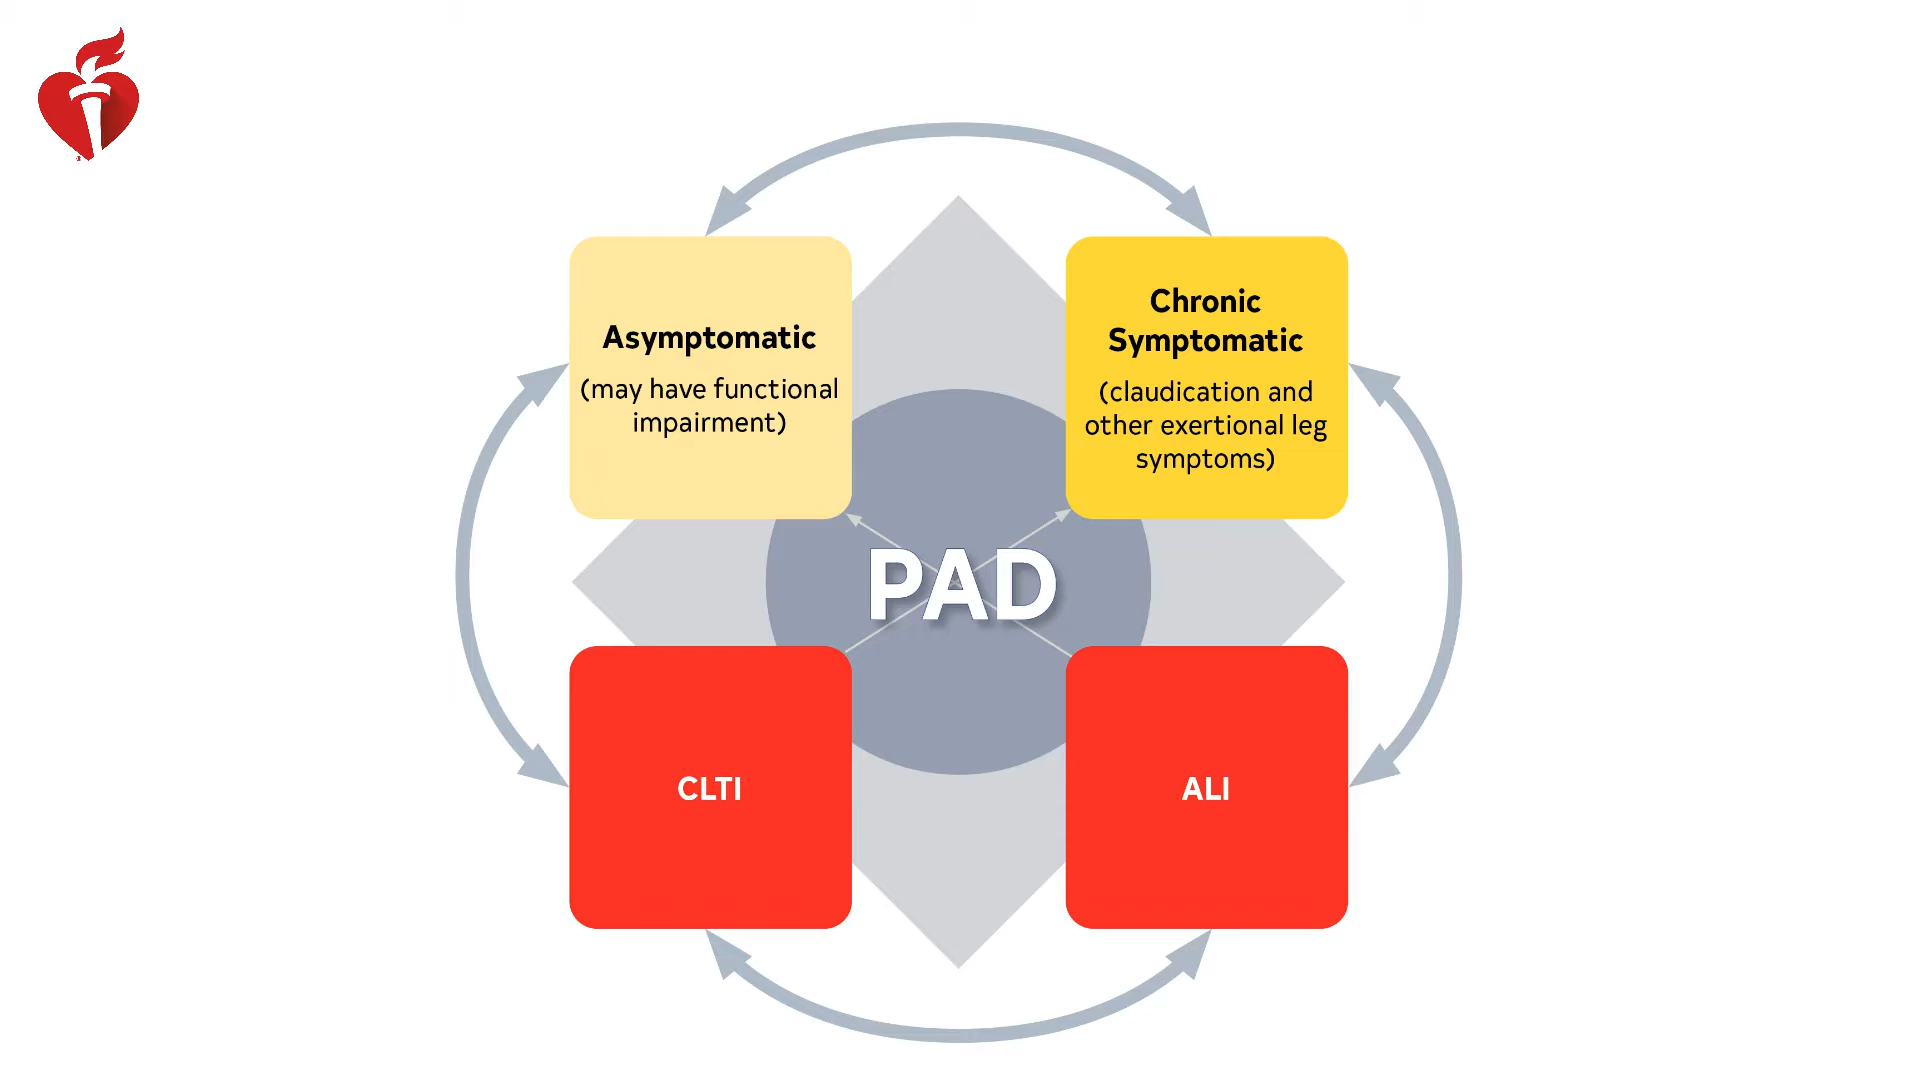 Asymptomatic
(may have functional
impairment)
Chronic
Symptomatic
(claudication and
other exertional leg
symptoms)
PAD
CLTI
ALI